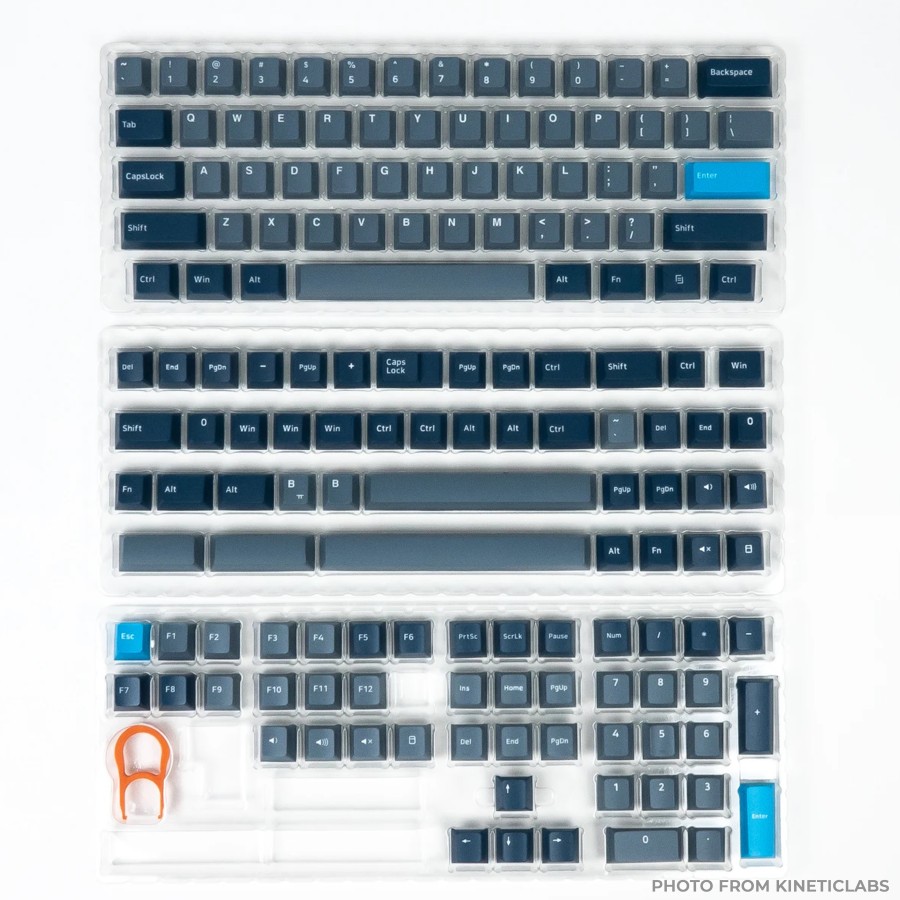 ~ ! @ # $ % ^ & * ( ) - +
` 1 2 3 4 5 6 7 8 9 0 - = Backspace
Tab Q W E R T Y U I O P { } ¦
[ ] \
CapsLock A S D F G H J K L : " Enter
; '
Shift Z X C V B N M < > ? Shift
, . /
Ctrl Win Alt Alt Fn Ctrl
Del End PgDn − PgUp + Caps Lock PgUp PgDn Ctrl Shift Ctrl Win
Shift 0 Win Win Win Ctrl Ctrl Alt Alt Ctrl ~ Del End 0
Fn Alt Alt B ㅠ B PgUp PgDn
Alt Fn
Esc F1 F2 F3 F4 F5 F6 PrtSc ScrLk Pause Num / * −
F7 F8 F9 F10 F11 F12 Ins Home PgUp 7 8 9 +
Del End PgDn 4 5 6
↑ 1 2 3 Enter
← ↓ → 0 .
PHOTO FROM KINETICLABS